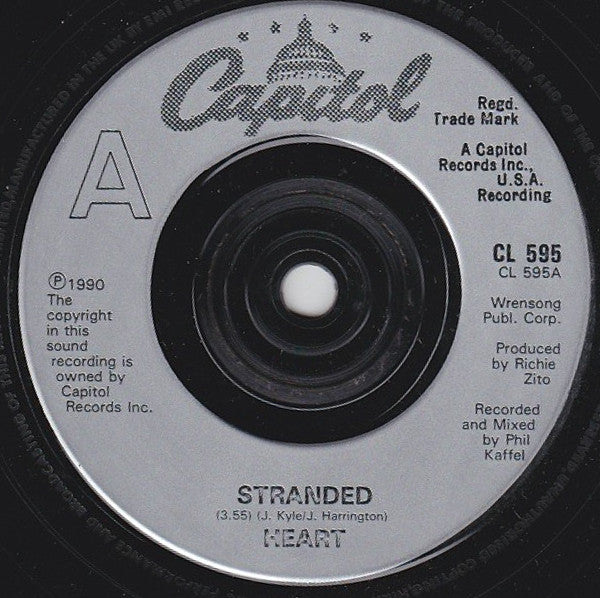 Capitol
Regd.
Trade Mark
A Capitol
Records Inc.,
U.S.A.
Recording
A
CL 595
CL 595A
℗1990
The
copyright
in this
sound
recording is
owned by
Capitol
Records Inc.
Wrensong
Publ. Corp.
Produced
by Richie
Zito
Recorded
and Mixed
by Phil
Kaffel
STRANDED
(3.55) (J. Kyle/J. Harrington)
HEART